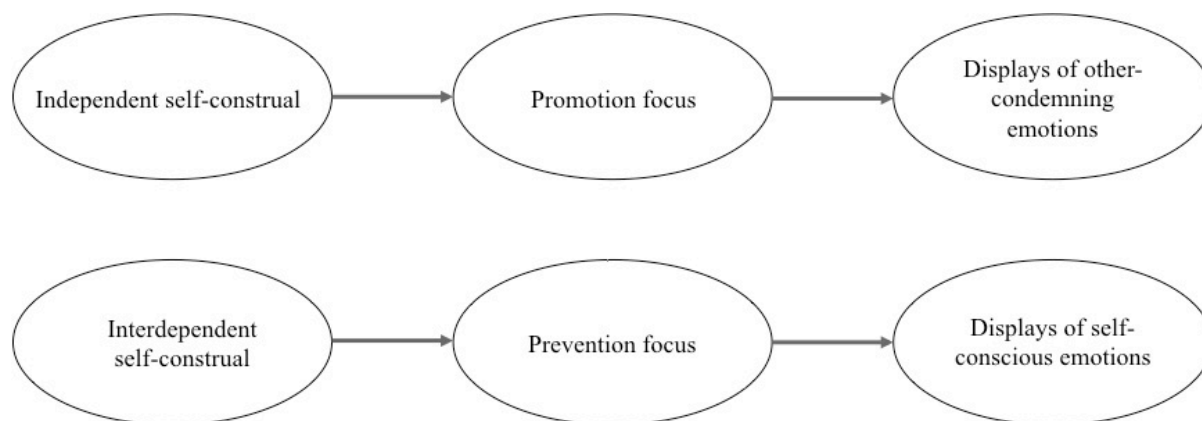 Independent self-construal
Promotion focus
Displays of other-
condemning
emotions
Interdependent
self-construal
Prevention focus
Displays of self-
conscious emotions